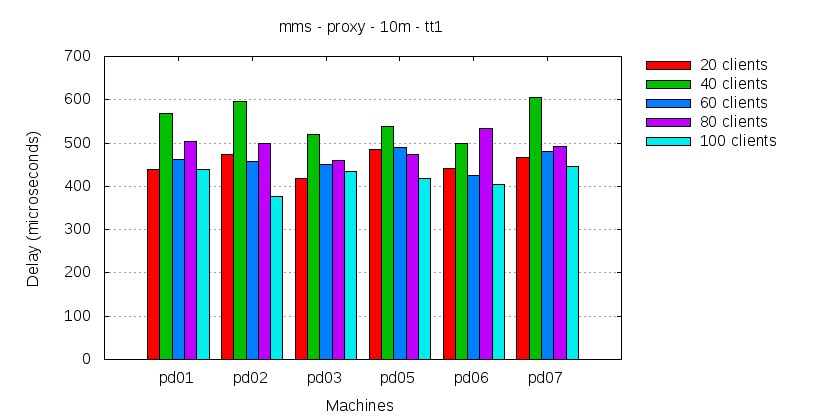 mms - proxy - 10m - tt1
700
600
500
400
300
200
100
0
Delay (microseconds)
pd01 pd02 pd03 pd05 pd06 pd07
Machines
20 clients
40 clients
60 clients
80 clients
100 clients